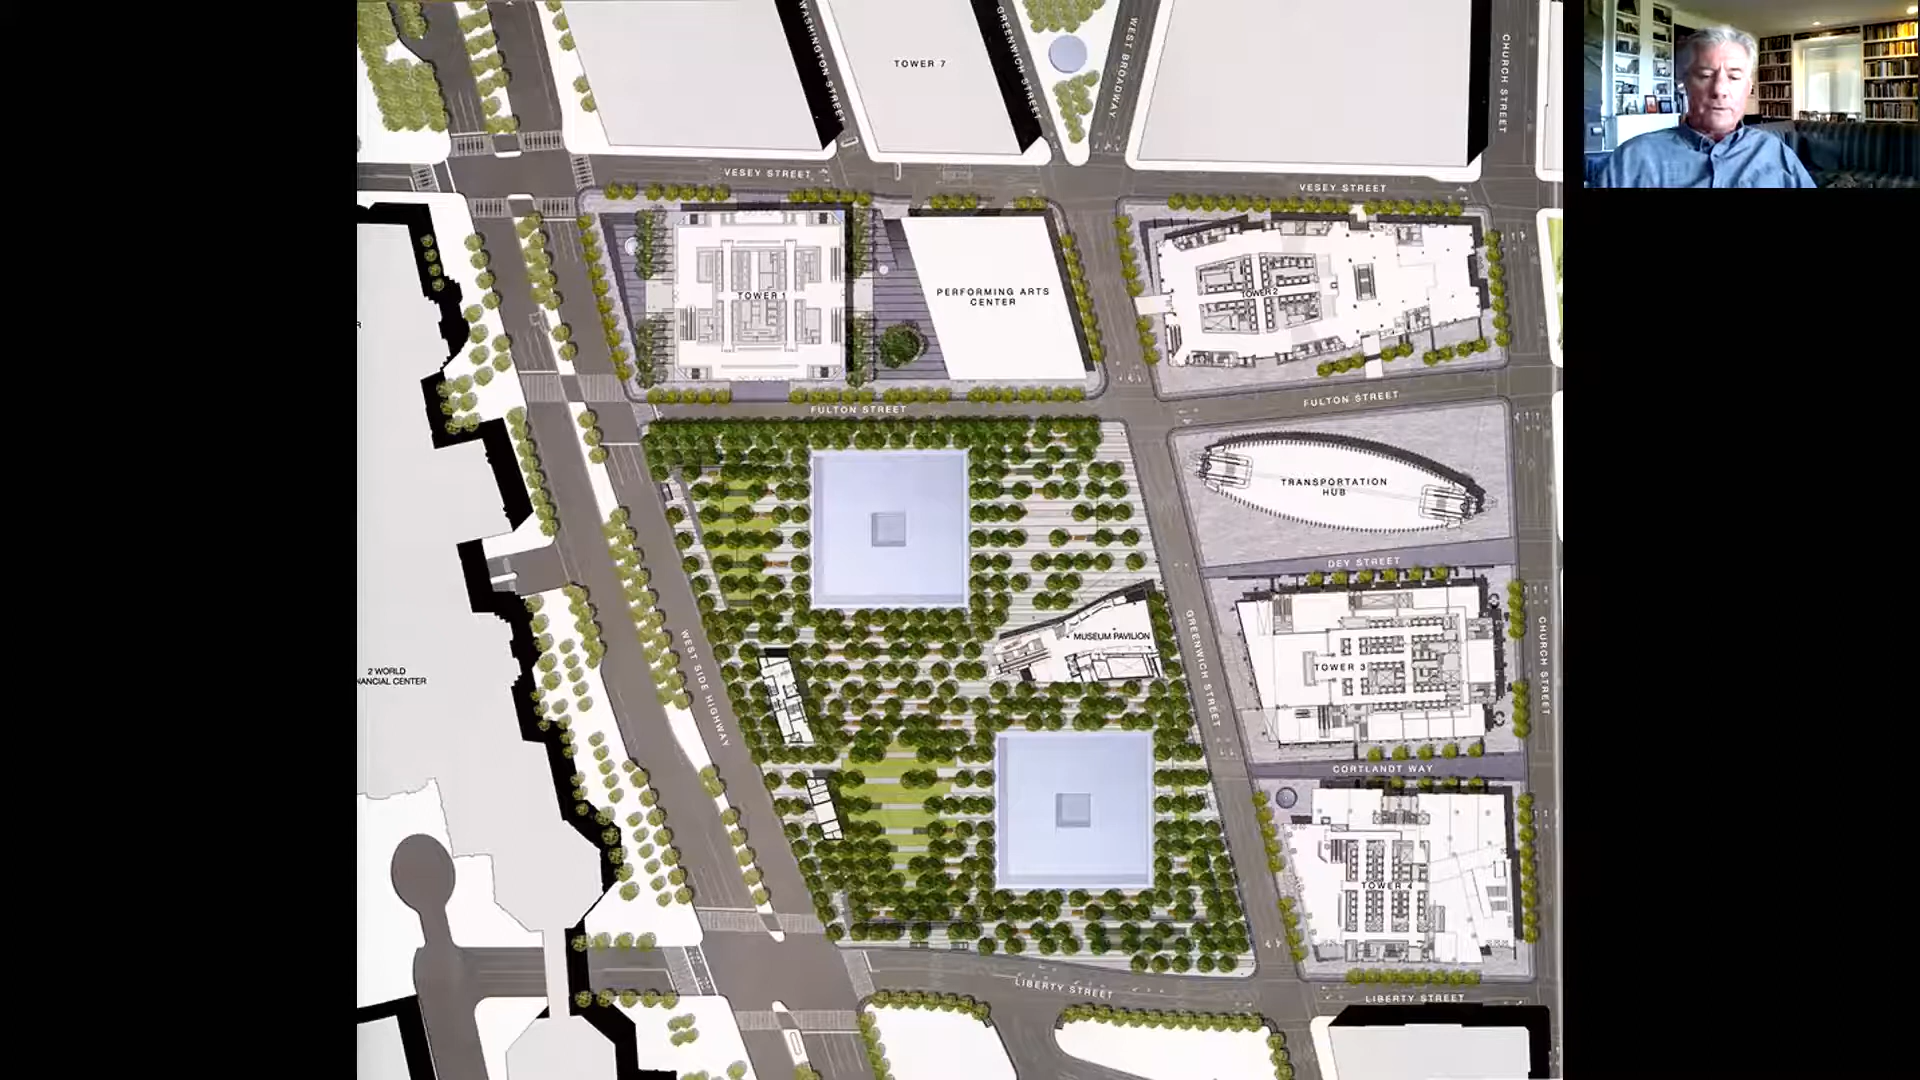 WASHINGTON STREET
TOWER 7
GREENWICH STREET
WEST BROADWAY
CHURCH STREET
VESEY STREET
VESEY STREET
TOWER 1
PERFORMING ARTS
CENTER
TOWER 2
FULTON STREET
FULTON STREET
TRANSPORTATION
HUB
DEY STREET
MUSEUM PAVILION
WEST SIDE HIGHWAY
GREENWICH STREET
TOWER 3
CHURCH STREET
2 WORLD
NANCIAL CENTER
CORTLANDT WAY
TOWER 4
LIBERTY STREET
LIBERTY STREET